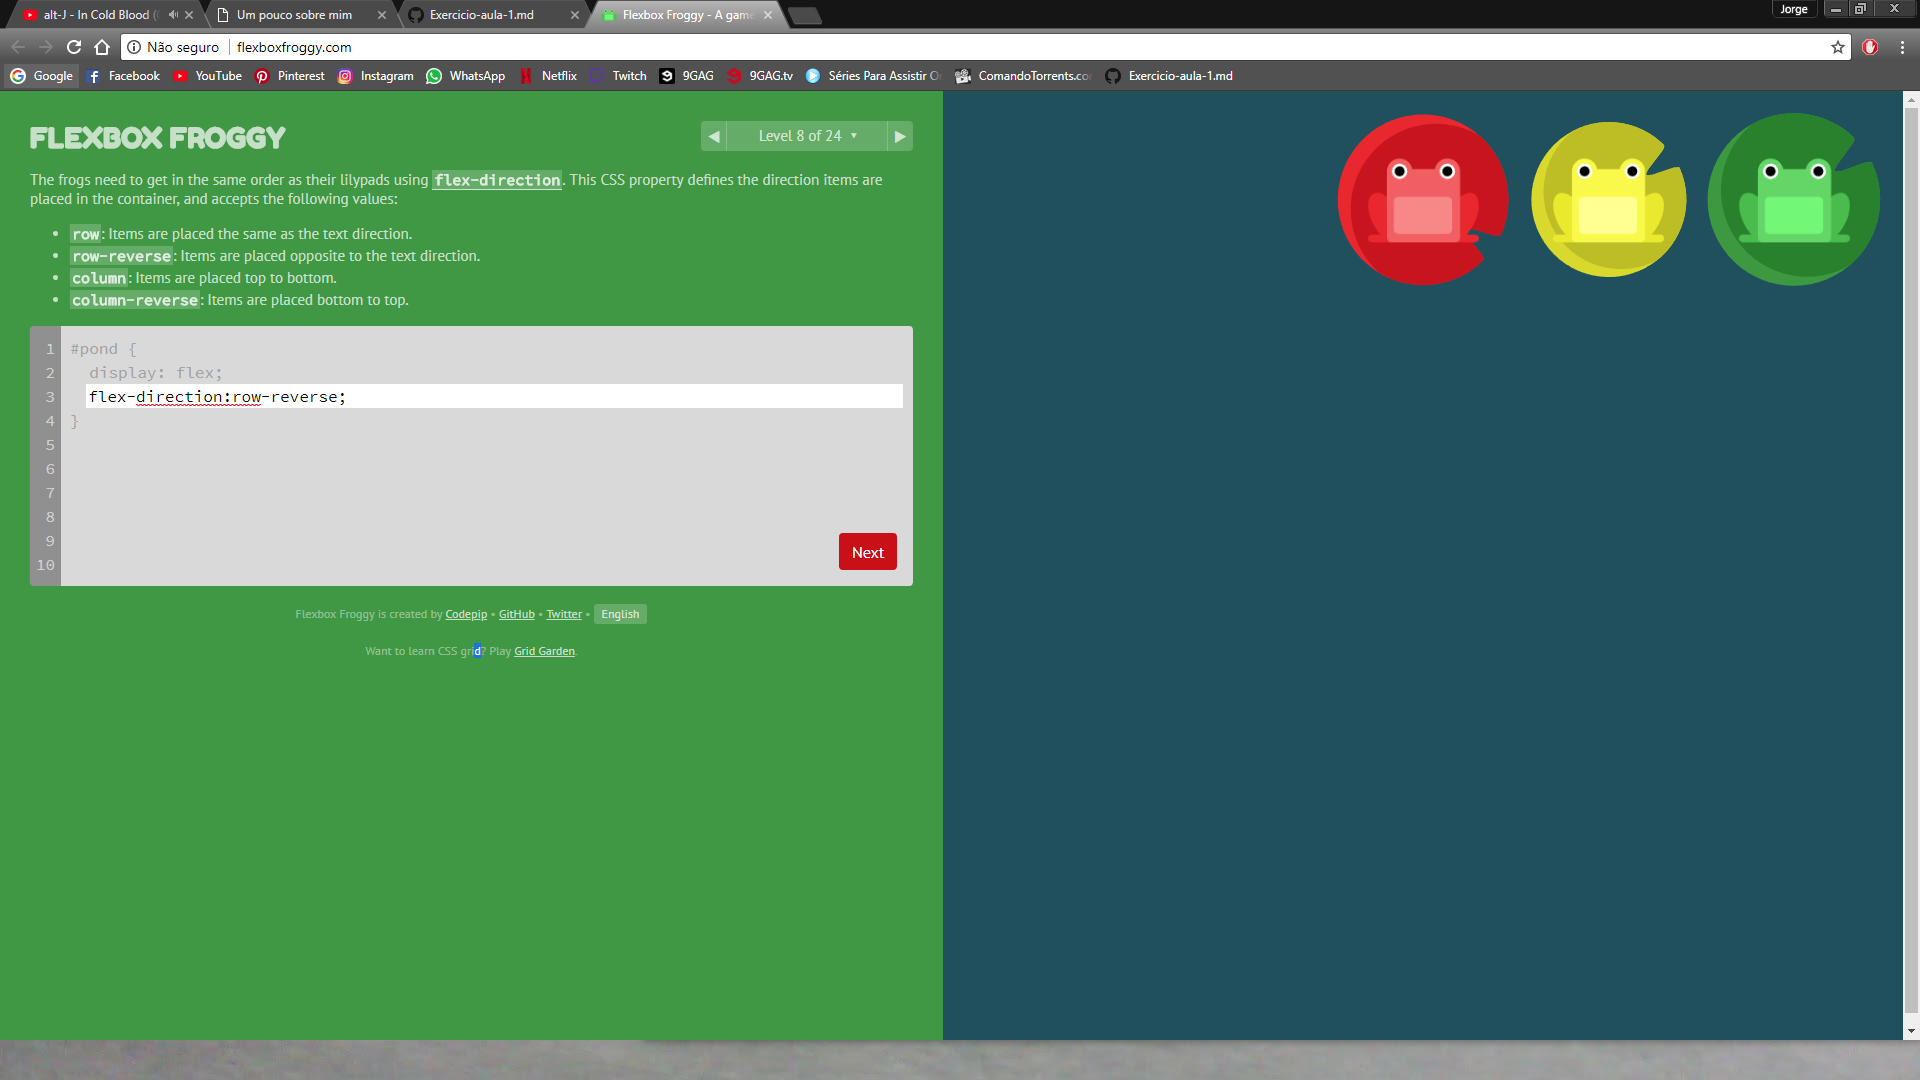 alt-J - In Cold Blood (
Um pouco sobre mim
Exercicio-aula-1.md
Flexbox Froggy - A game
Jorge
Não seguro
flexboxfroggy.com
Google
Facebook
YouTube
Pinterest
Instagram
WhatsApp
Netflix
Twitch
9GAG
9GAG.tv
Séries Para Assistir O
ComandoTorrents.co
Exercicio-aula-1.md
FLEXBOX FROGGY
Level 8 of 24
The frogs need to get in the same order as their lilypads using flex-direction. This CSS property defines the direction items are
placed in the container, and accepts the following values:
• row: Items are placed the same as the text direction.
• row-reverse: Items are placed opposite to the text direction.
• column: Items are placed top to bottom.
• column-reverse: Items are placed bottom to top.
1 #pond {
2 display: flex;
3 flex-direction:row-reverse;
4 }
5
6
7
8
9
10
Next
Flexbox Froggy is created by Codepip • GitHub • Twitter • English
Want to learn CSS grid? Play Grid Garden.